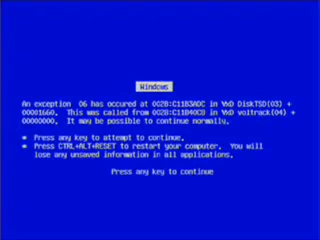 Windows
An exception 06 has occured at 0028:C11B3ADC in VxD DiskTSD(03) +
00001660. This was called from 0028:C11B40C8 in VxD voltrack(04) +
00000000. It may be possible to continue normally.
* Press any key to attempt to continue.
* Press CTRL+ALT+RESET to restart your computer. You will
lose any unsaved information in all applications.
Press any key to continue